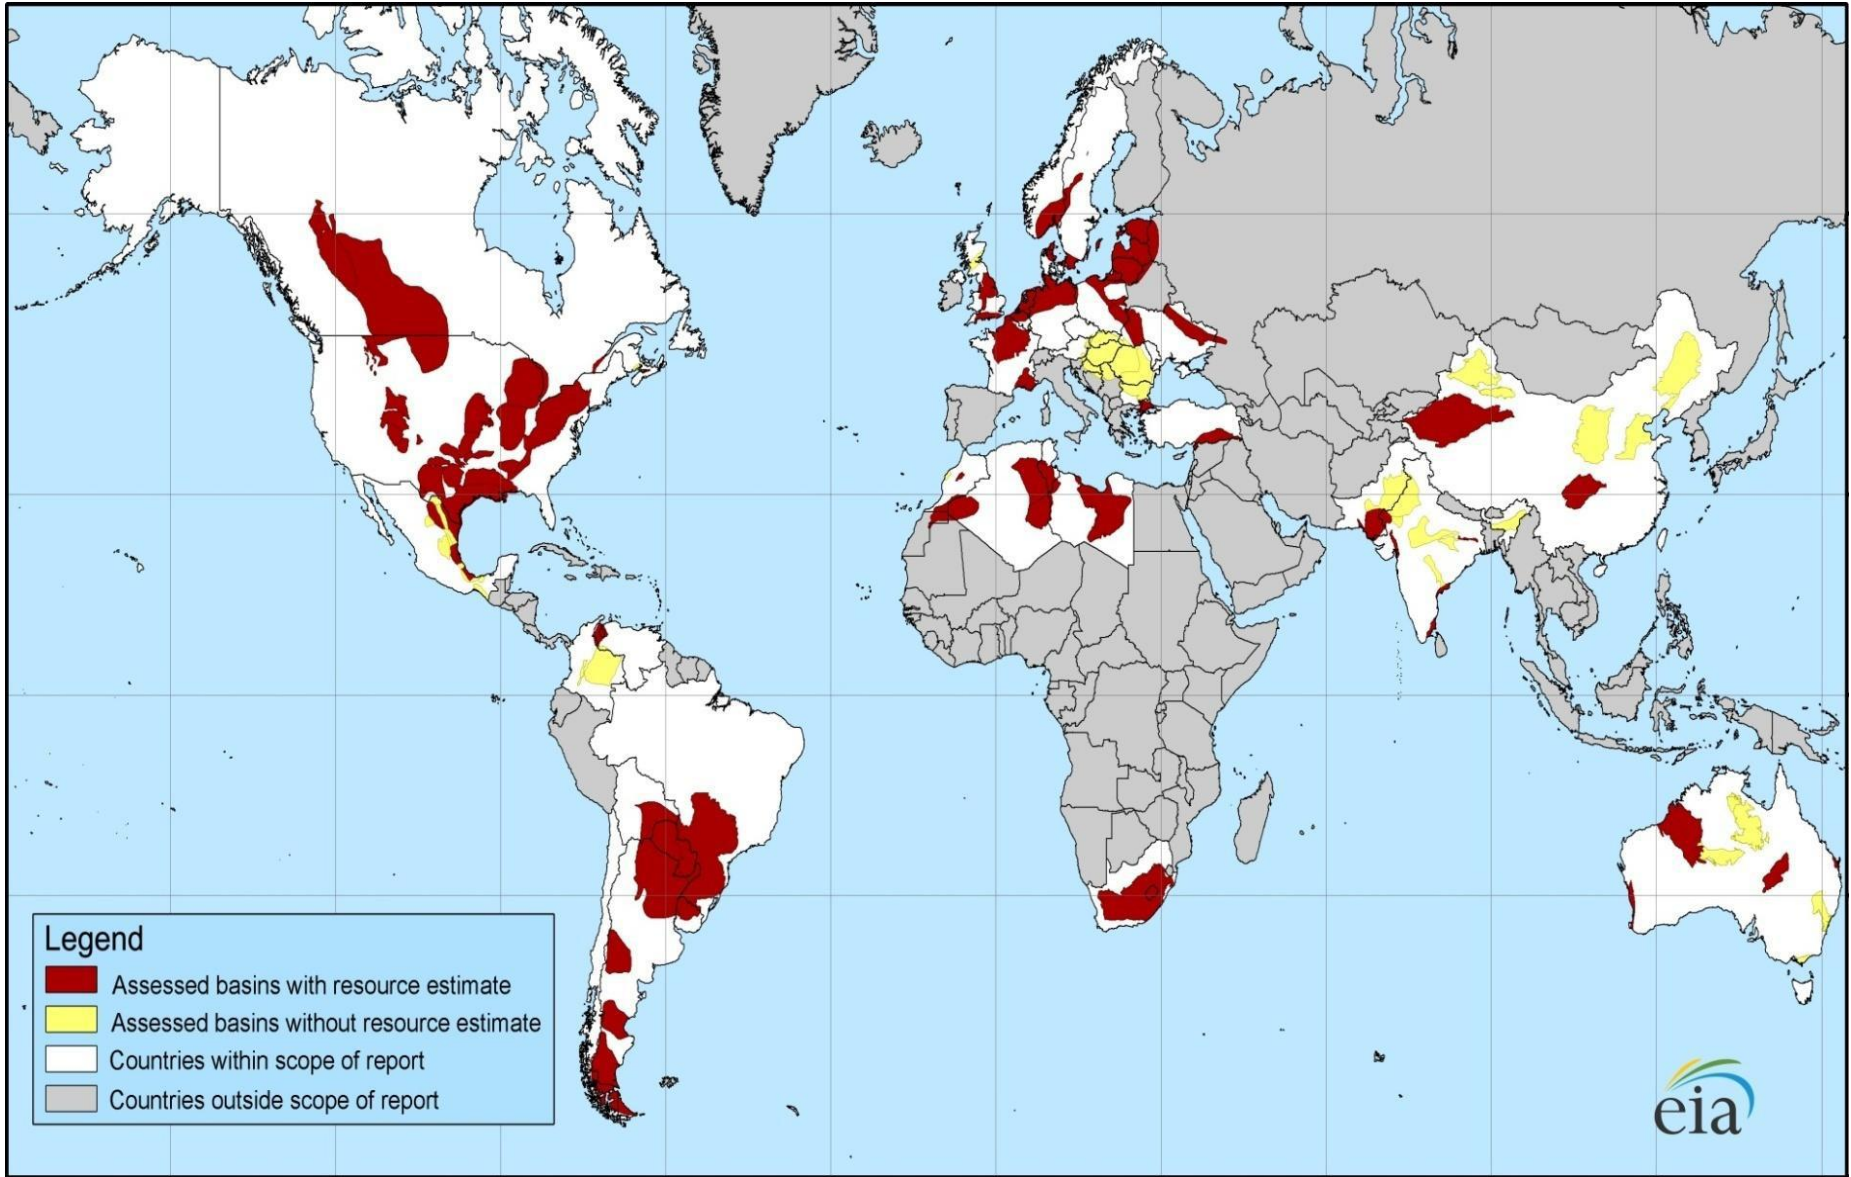 Legend
Assessed basins with resource estimate
Assessed basins without resource estimate
Countries within scope of report
Countries outside scope of report
eia